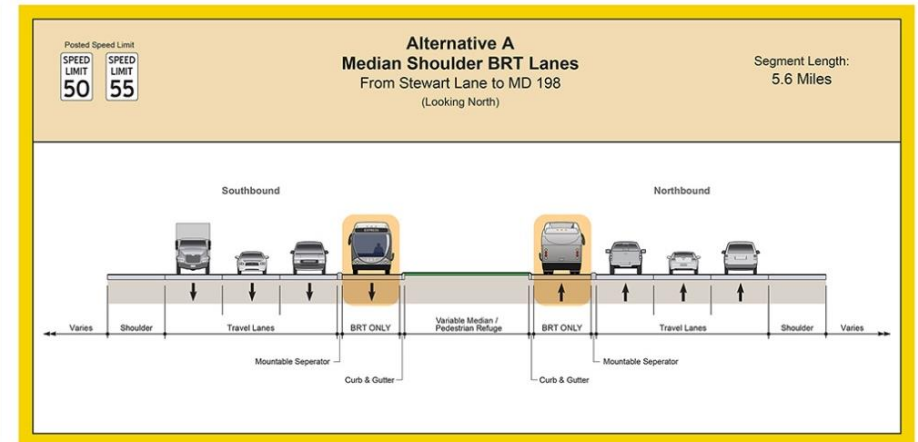 Posted Speed Limit
SPEED LIMIT 50
SPEED LIMIT 55
Alternative A
Median Shoulder BRT Lanes
From Stewart Lane to MD 198
(Looking North)
Segment Length:
5.6 Miles
Southbound
Northbound
EXPRESS
Varies
Shoulder
Travel Lanes
BRT ONLY
Variable Median /
Pedestrian Refuge
BRT ONLY
Travel Lanes
Shoulder
Varies
Mountable Seperator
Mountable Seperator
Curb & Gutter
Curb & Gutter